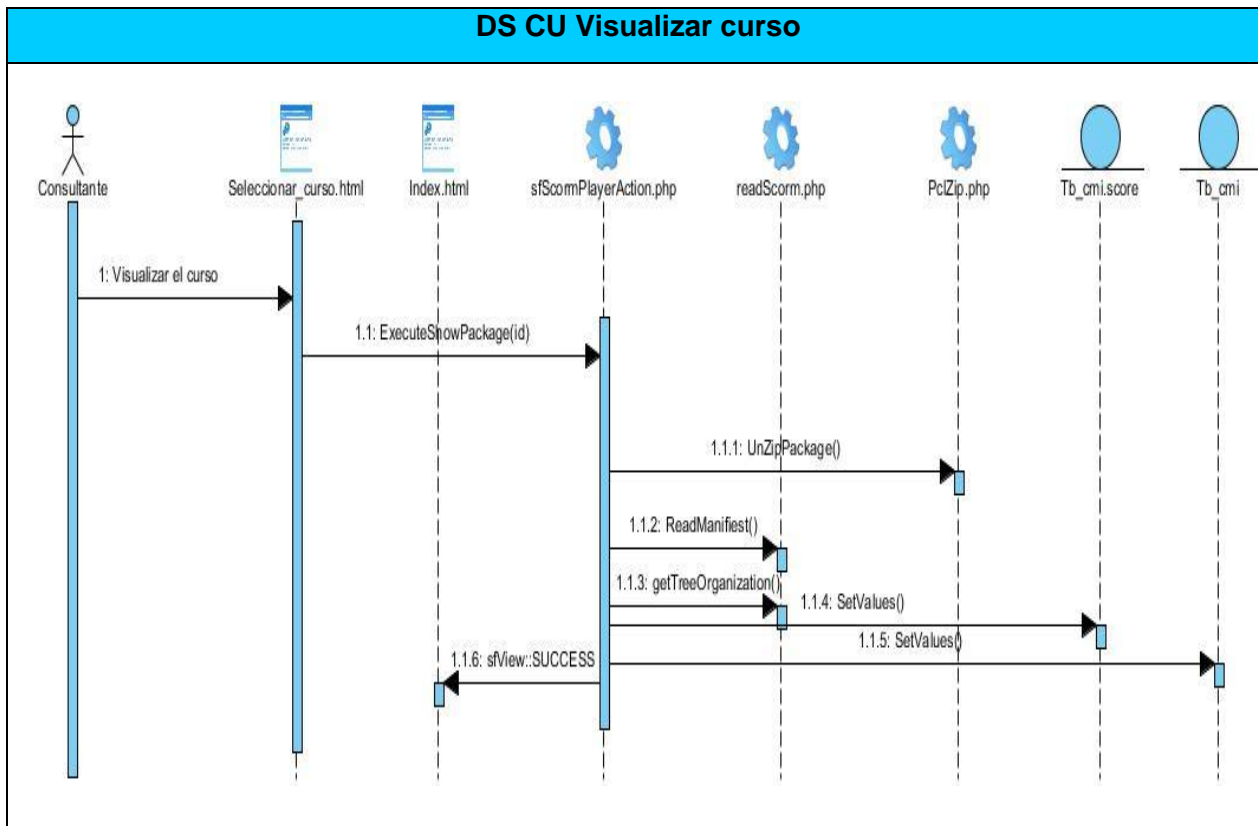 DS CU Visualizar curso
Consultante
Seleccionar_curso.html
Index.html
sfScormPlayerAction.php
readScorm.php
PclZip.php
Tb_cmi.score
Tb_cmi
1: Visualizar el curso
1.1: ExecuteShowPackage(id)
1.1.1: UnZipPackage()
1.1.2: ReadManifiest()
1.1.3: getTreeOrganization()
1.1.4: SetValues()
1.1.5: SetValues()
1.1.6: sfView::SUCCESS